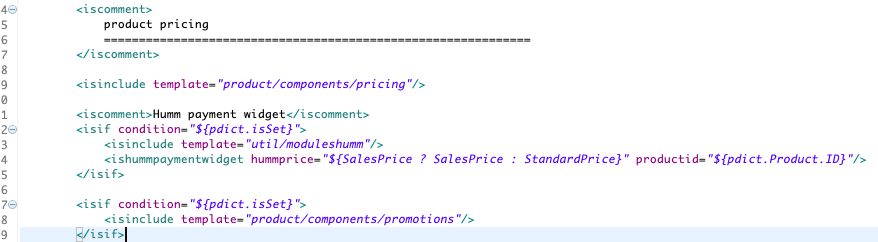 4 <iscomment>
5 product pricing
6 =============================================================
7 </iscomment>
8
9 <isinclude template="product/components/pricing"/>
0
1 <iscomment>Humm payment widget</iscomment>
2 <isif condition="${pdict.isSet}">
3 <isinclude template="util/moduleshumm"/>
4 <ishummpaymentwidget hummprice="${SalesPrice ? SalesPrice : StandardPrice}" productid="${pdict.Product.ID}"/>
5 </isif>
6
7 <isif condition="${pdict.isSet}">
8 <isinclude template="product/components/promotions"/>
9 </isif>